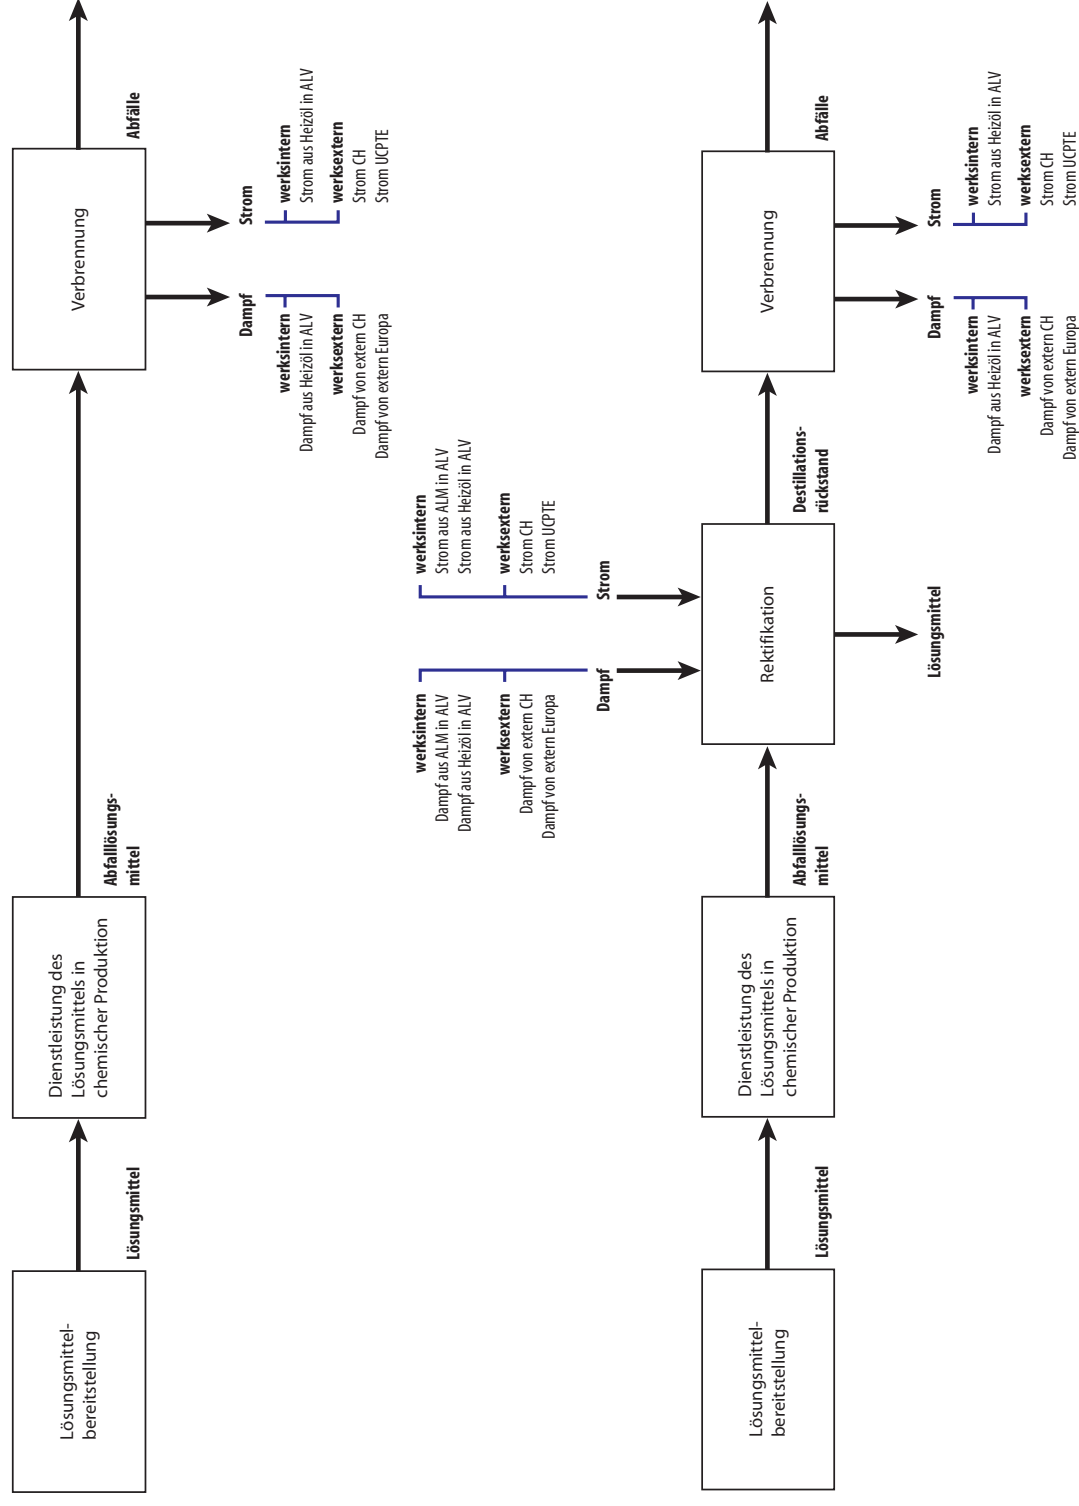 Lösungsmittel-
bereitstellung
Lösungsmittel
Dienstleistung des
Lösungsmittels in
chemischer Produktion
Abfalllösungs-
mittel
Verbrennung
Dampf
werksintern
Dampf aus Heizöl in ALV
werksextern
Dampf von extern CH
Dampf von extern Europa
Strom
werksintern
Strom aus Heizöl in ALV
werksextern
Strom CH
Strom UCPTE
Abfälle
Lösungsmittel-
bereitstellung
Lösungsmittel
Dienstleistung des
Lösungsmittels in
chemischer Produktion
Abfalllösungs-
mittel
werksintern
Dampf aus ALM in ALV
Dampf aus Heizöl in ALV
werksextern
Dampf von extern CH
Dampf von extern Europa
Dampf
werksintern
Strom aus ALM in ALV
Strom aus Heizöl in ALV
werksextern
Strom CH
Strom UCPTE
Strom
Rektifikation
Lösungsmittel
Destillations-
rückstand
Verbrennung
Dampf
werksintern
Dampf aus Heizöl in ALV
werksextern
Dampf von extern CH
Dampf von extern Europa
Strom
werksintern
Strom aus Heizöl in ALV
werksextern
Strom CH
Strom UCPTE
Abfälle